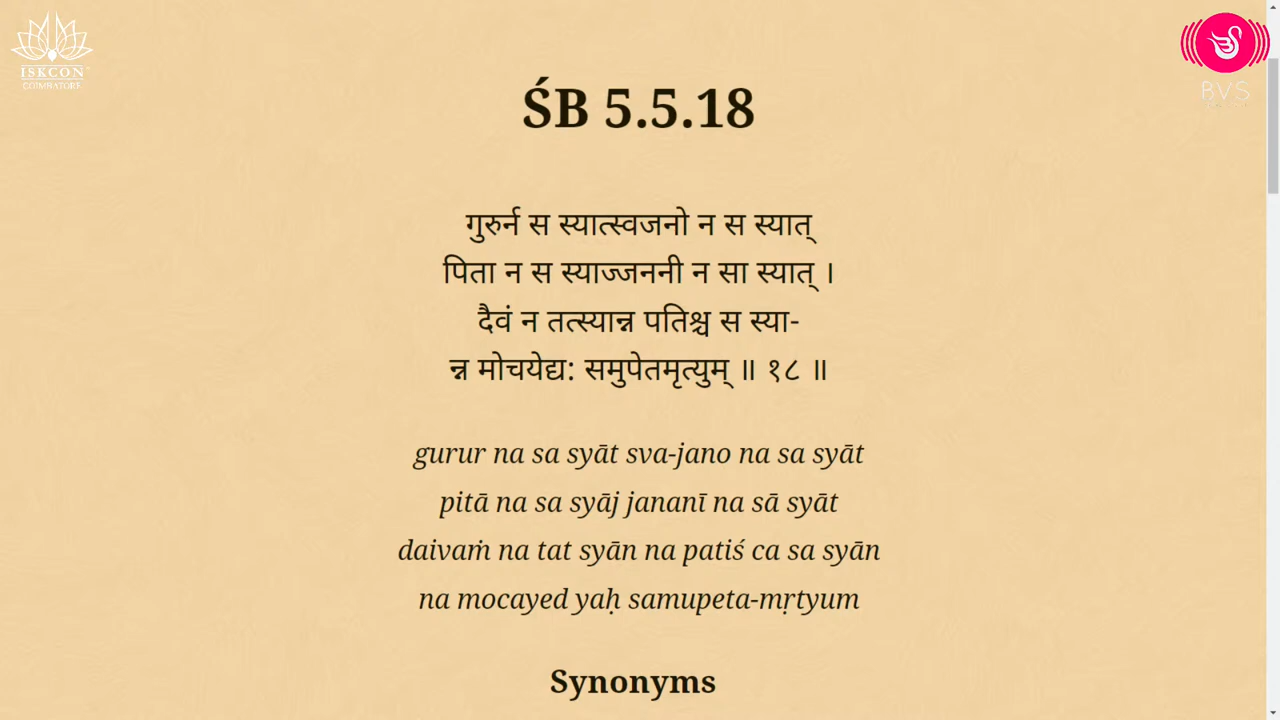 ISKCON
COIMBATORE
BVS
ŚB 5.5.18
गुरुर्न स स्यात्स्वजनो न स स्यात्
पिता न स स्याज्जननी न सा स्यात् ।
दैवं न तत्स्यान्न पतिश्च स स्या-
न्न मोचयेद्य: समुपेतमृत्युम् ॥ १८ ॥
gurur na sa syāt sva-jano na sa syāt
pitā na sa syāj jananī na sā syāt
daivaṁ na tat syān na patiś ca sa syān
na mocayed yaḥ samupeta-mṛtyum
Synonyms